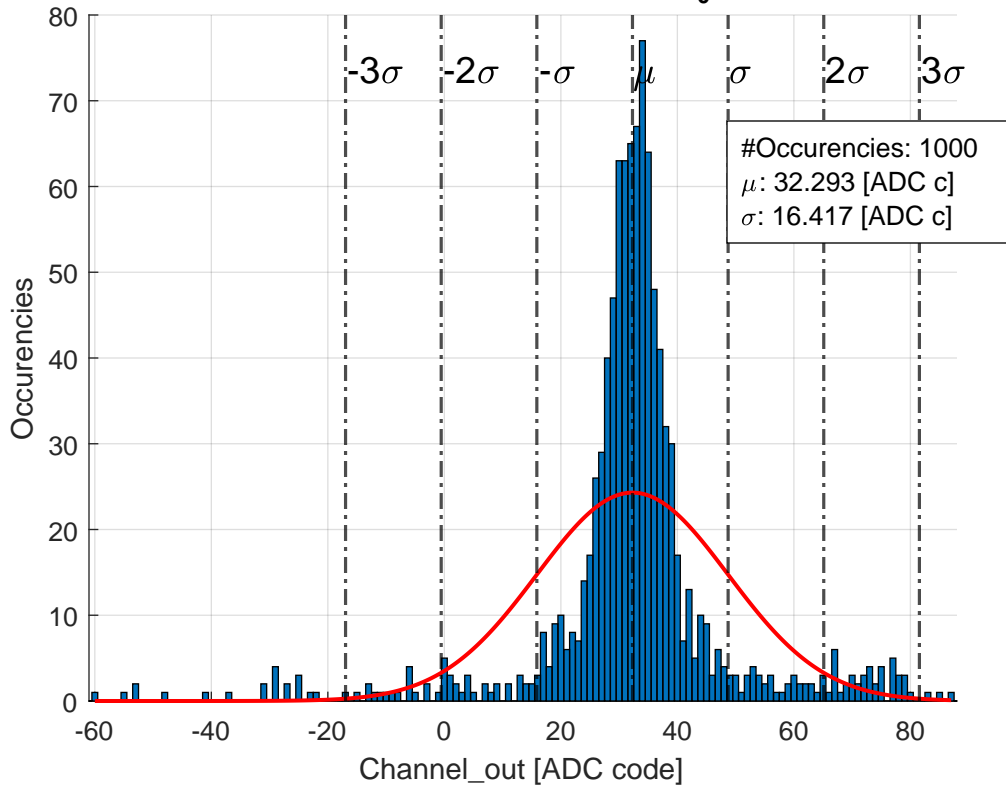 80
70
60
50
40
30
20
10
0
Occurencies
-3σ -2σ -σ μ σ 2σ 3σ
#Occurencies: 1000
μ: 32.293 [ADC c]
σ: 16.417 [ADC c]
-60 -40 -20 0 20 40 60 80
Channel_out [ADC code]